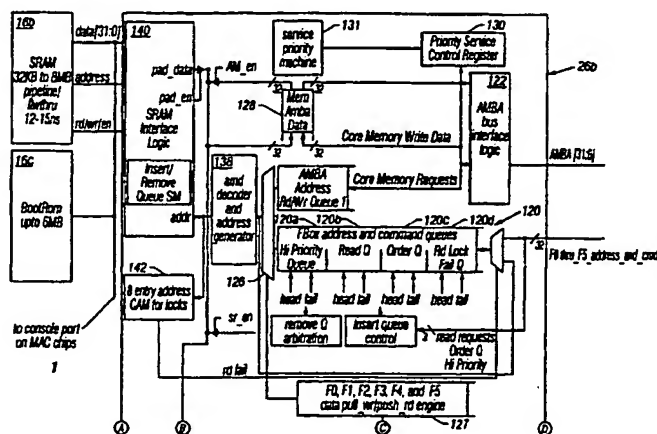 16b
SRAM
32KB to 8MB
pipeline/
flwthru
12-15ns
data[31:0]
address
rd/wr/en
140
pad_data
pad_en
SRAM
Interface
Logic
Insert/
Remove
Queue SM
addr
AM_en
service
priority
machine
131
130
Priority Service
Control
Register
26b
32
32
128
Mem
Amba
Data
32
32
32
Core Memory Write Data
122
AMBA
bus
interface
logic
AMBA [31:5]
Core Memory Requests
16c
BootRom
upto 8MB
138
cmd decoder
and
address
generator
AMBA
Address
Rd/Wr Queue 1
120a
120b
120c
120d
120
FBox address and command queues
Hi Priority
Queue
Read Q
Order Q
Rd Lock
Fail Q
32
126
142
8 entry address
CAM for locks
head tail
head tail
head tail
head tail
sr_en
remove Q
arbitration
insert queue
control
read requests
Order Q
Hi Priority
to console port
on MAC chips
1
rd fail
F0, F1, F2, F3, F4, and F5
data pull_wr/push_rd engine
127
A
B
C
D